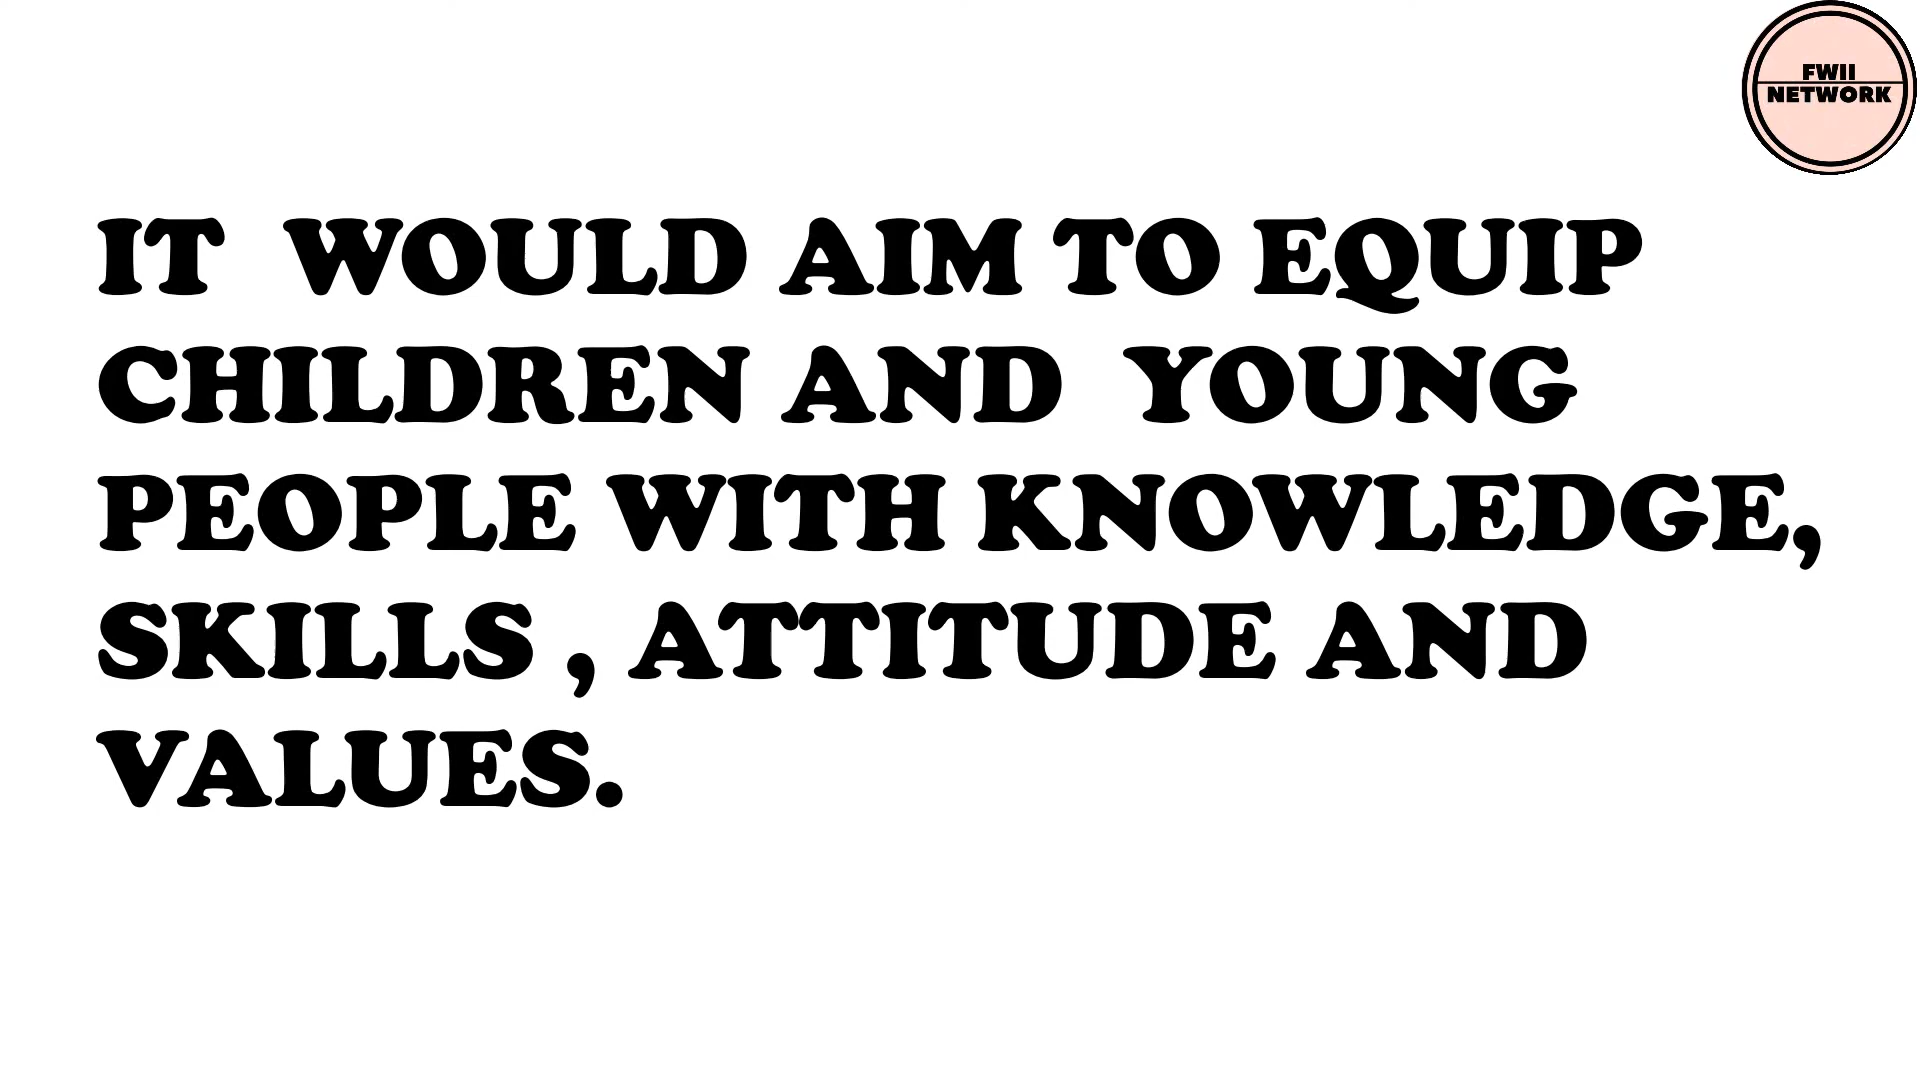 FWII
NETWORK
IT  WOULD AIM TO EQUIP
CHILDREN AND  YOUNG
PEOPLE WITH KNOWLEDGE,
SKILLS , ATTITUDE AND
VALUES.